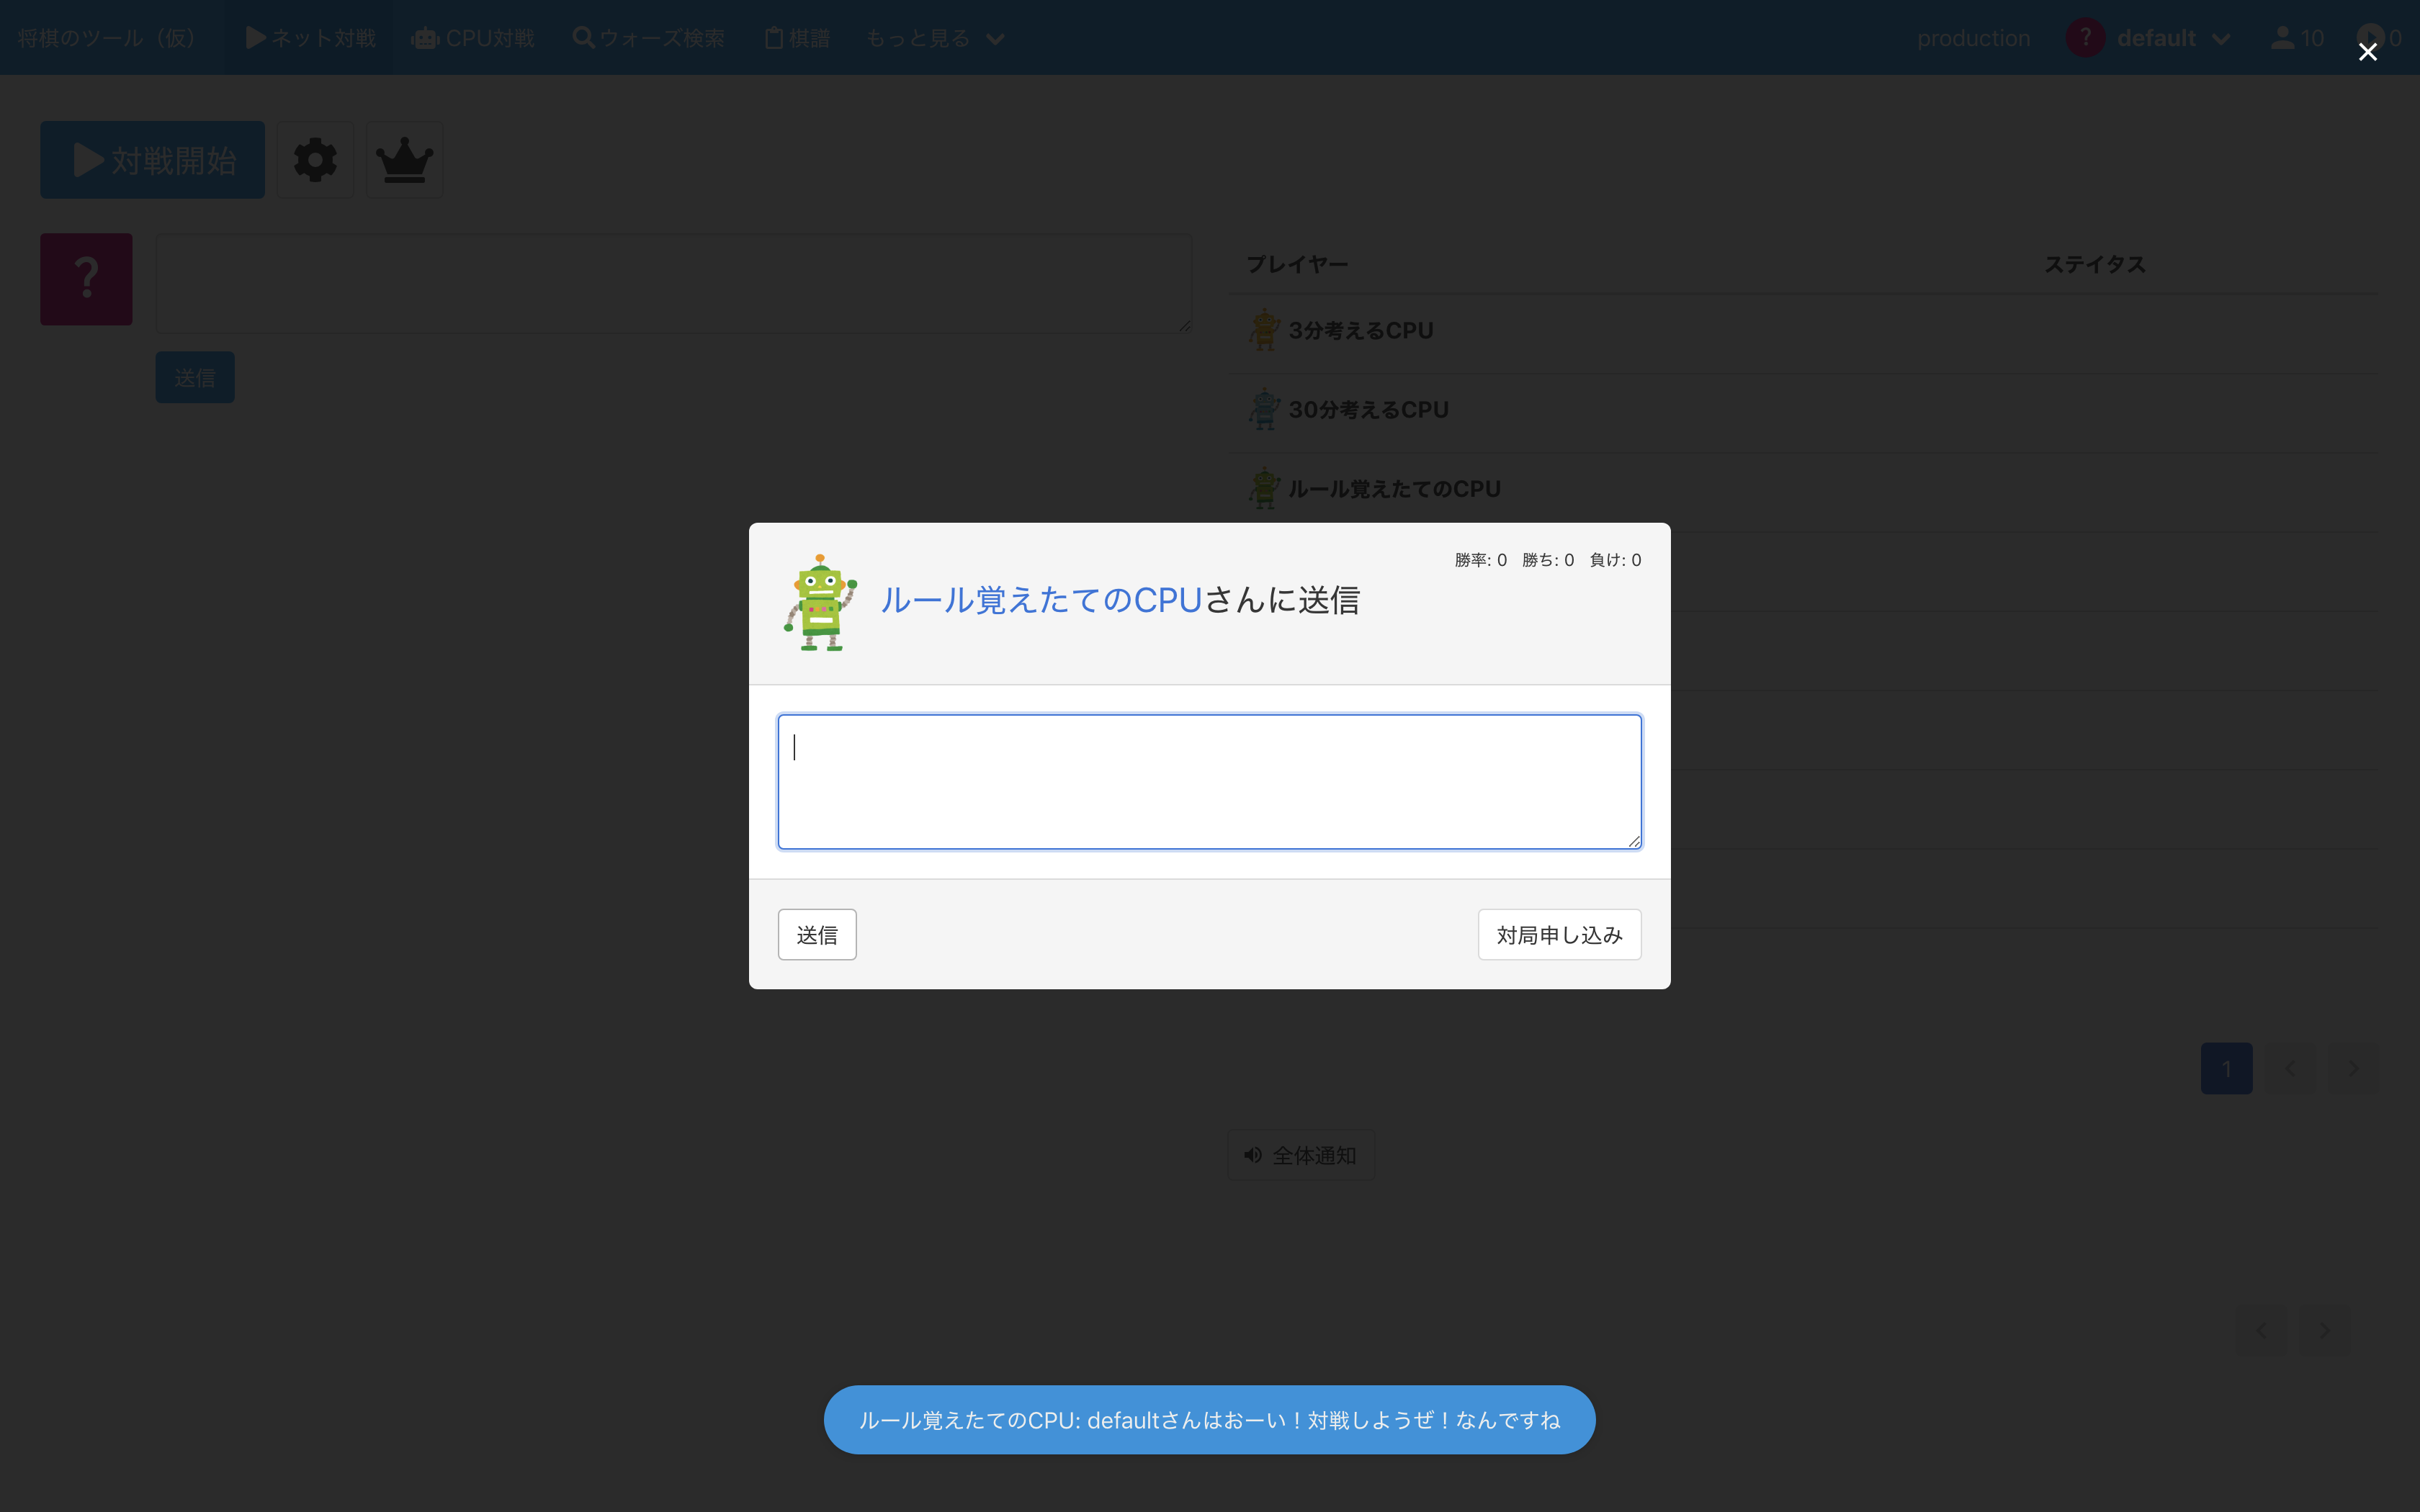 将棋のツール（仮） ネット対戦 CPU対戦 ウォーズ検索 棋譜 もっと見る production ? default 10 0
対戦開始
?
送信
プレイヤー ステイタス
3分考えるCPU
30分考えるCPU
ルール覚えたてのCPU
勝率: 0 勝ち: 0 負け: 0
ルール覚えたてのCPUさんに送信
送信 対局申し込み
1
全体通知
ルール覚えたてのCPU: defaultさんはおーい！対戦しようぜ！なんですね